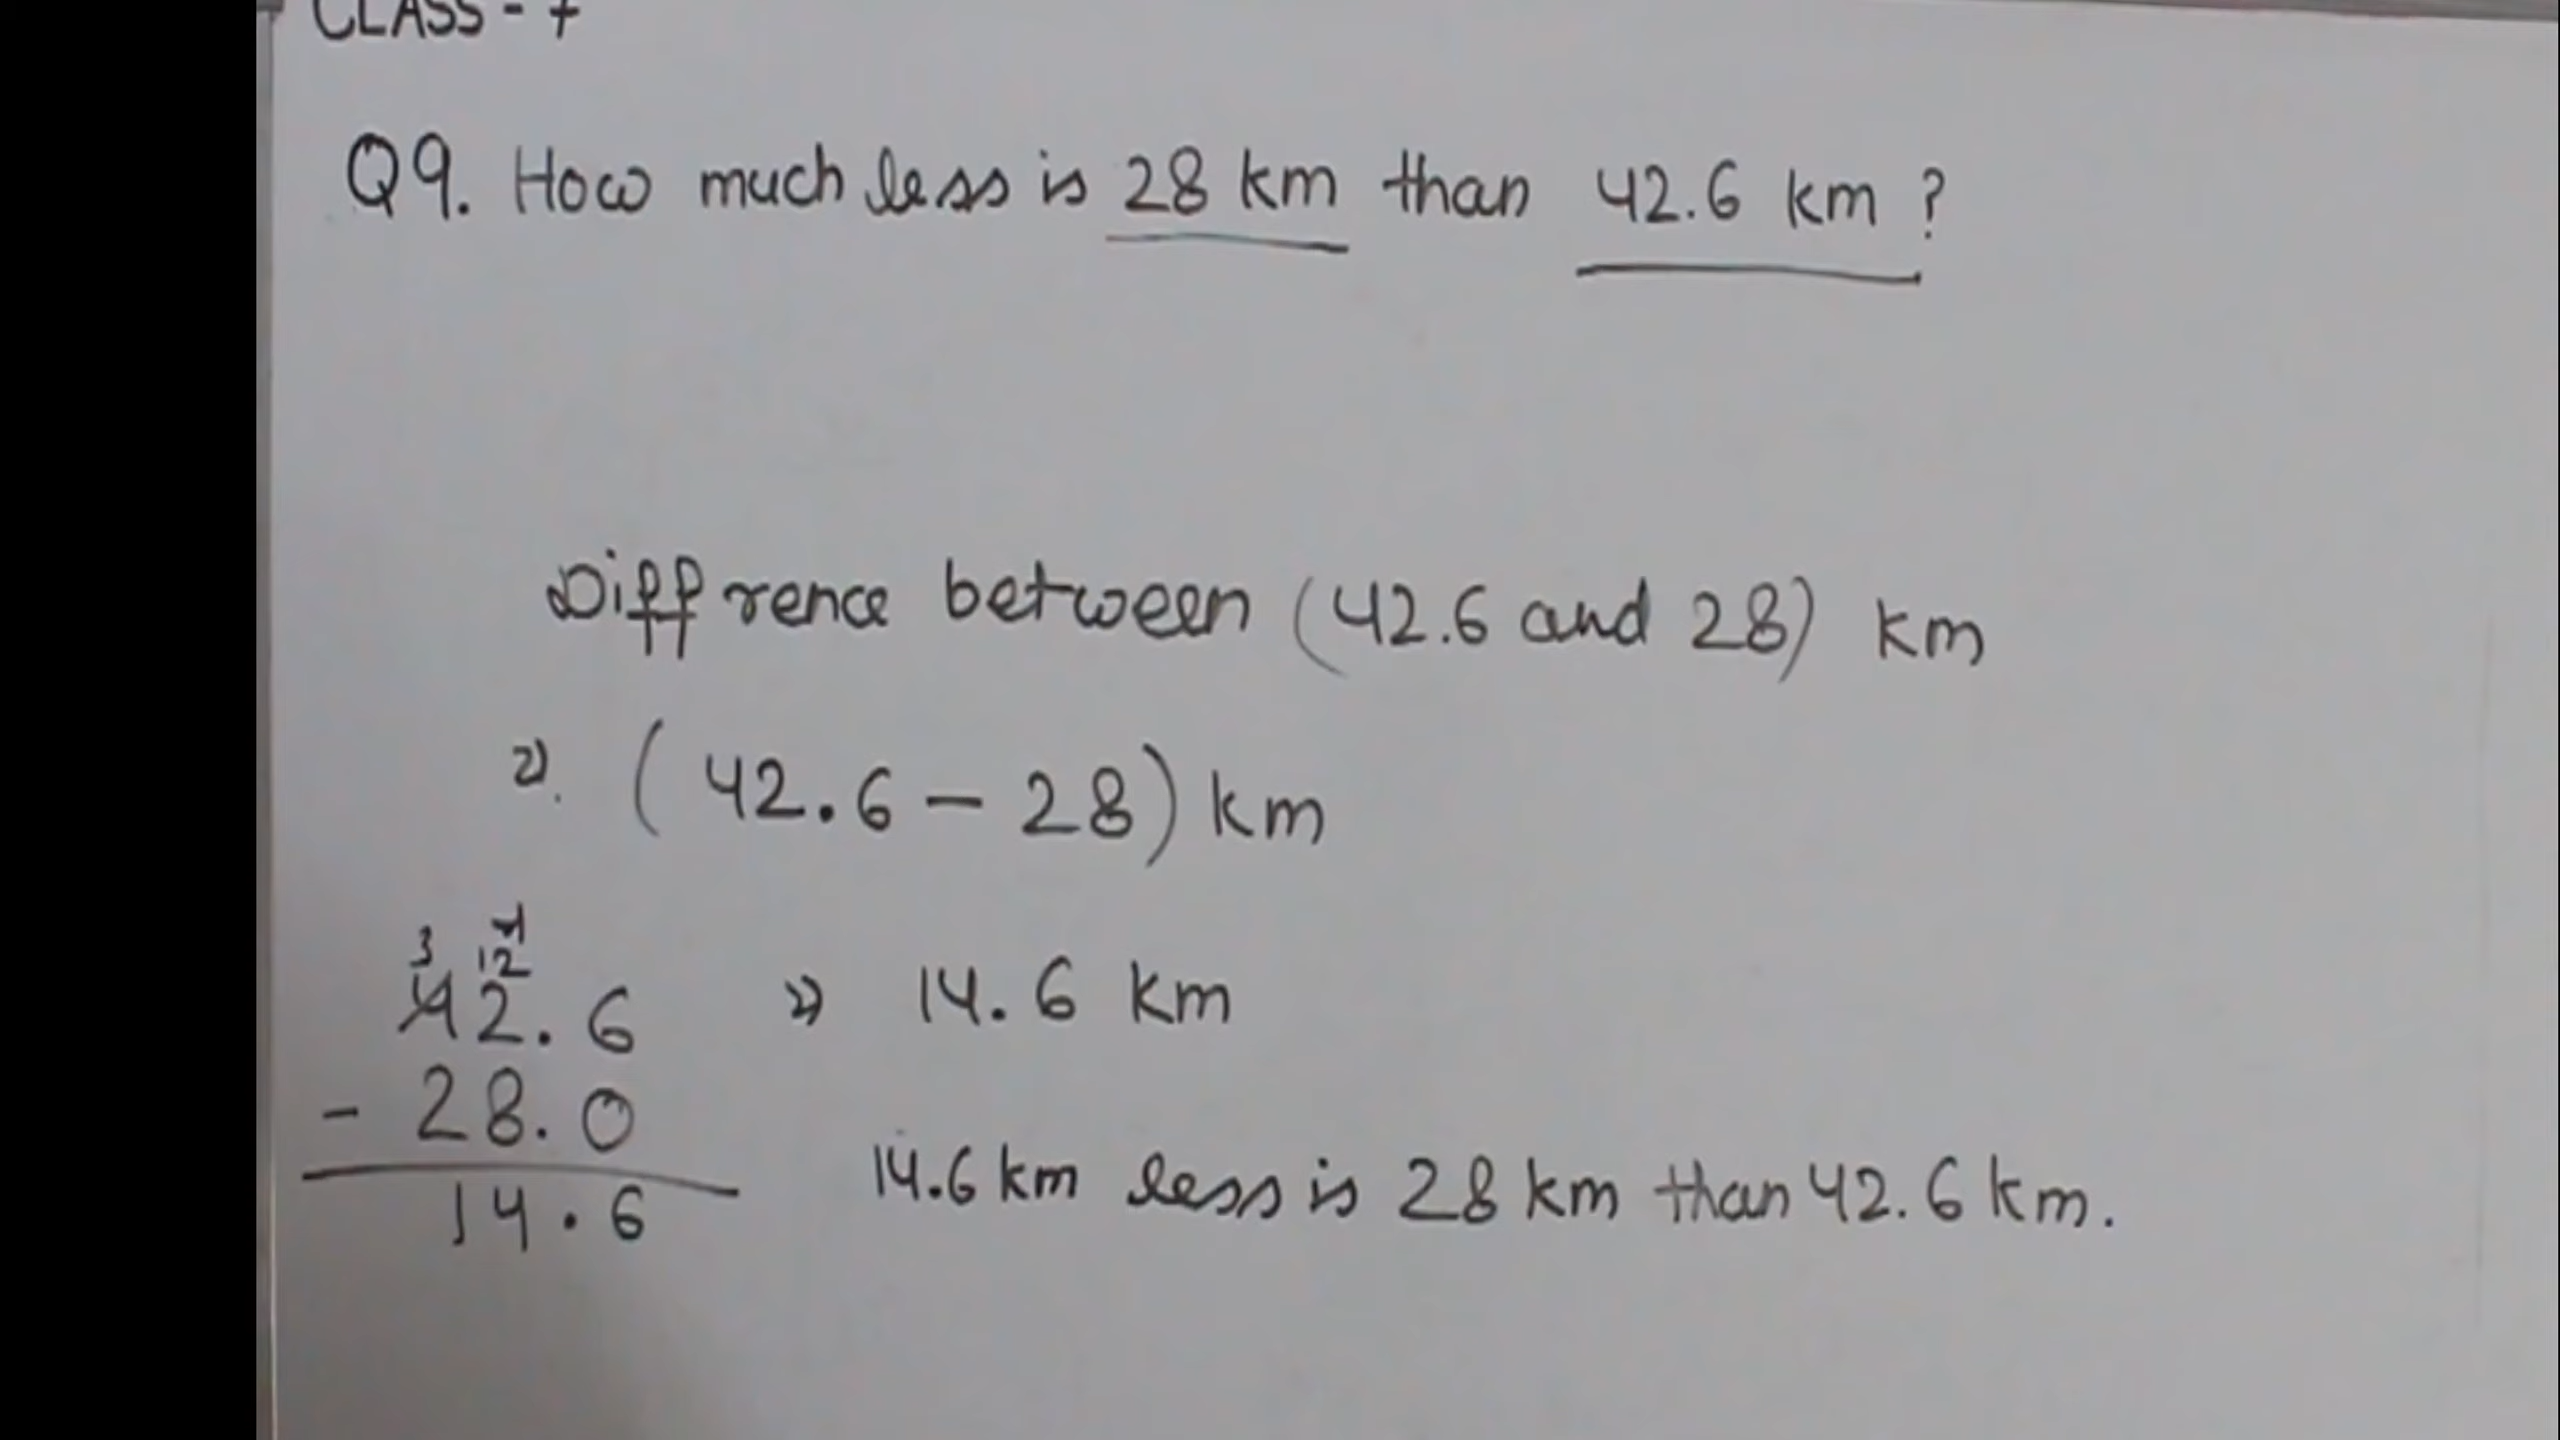 CLASS - 7
Q9. How much less is 28 km than 42.6 km ?
Diffrence between (42.6 and 28) km
⇒ (42.6 - 28) km
3 12
42.6
- 28.0
14.6
⇒ 14.6 km
14.6 km less is 28 km than 42.6 km.